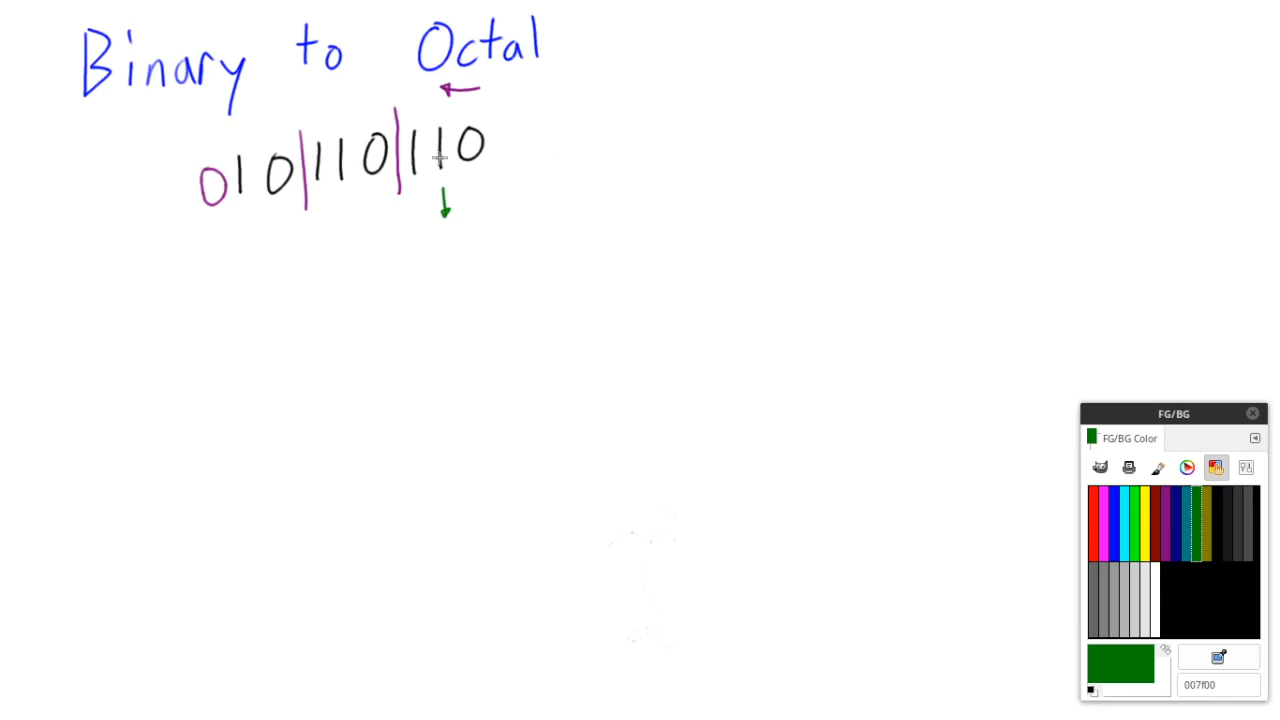 Binary to Octal
010|110|110
FG/BG
FG/BG Color
007f00